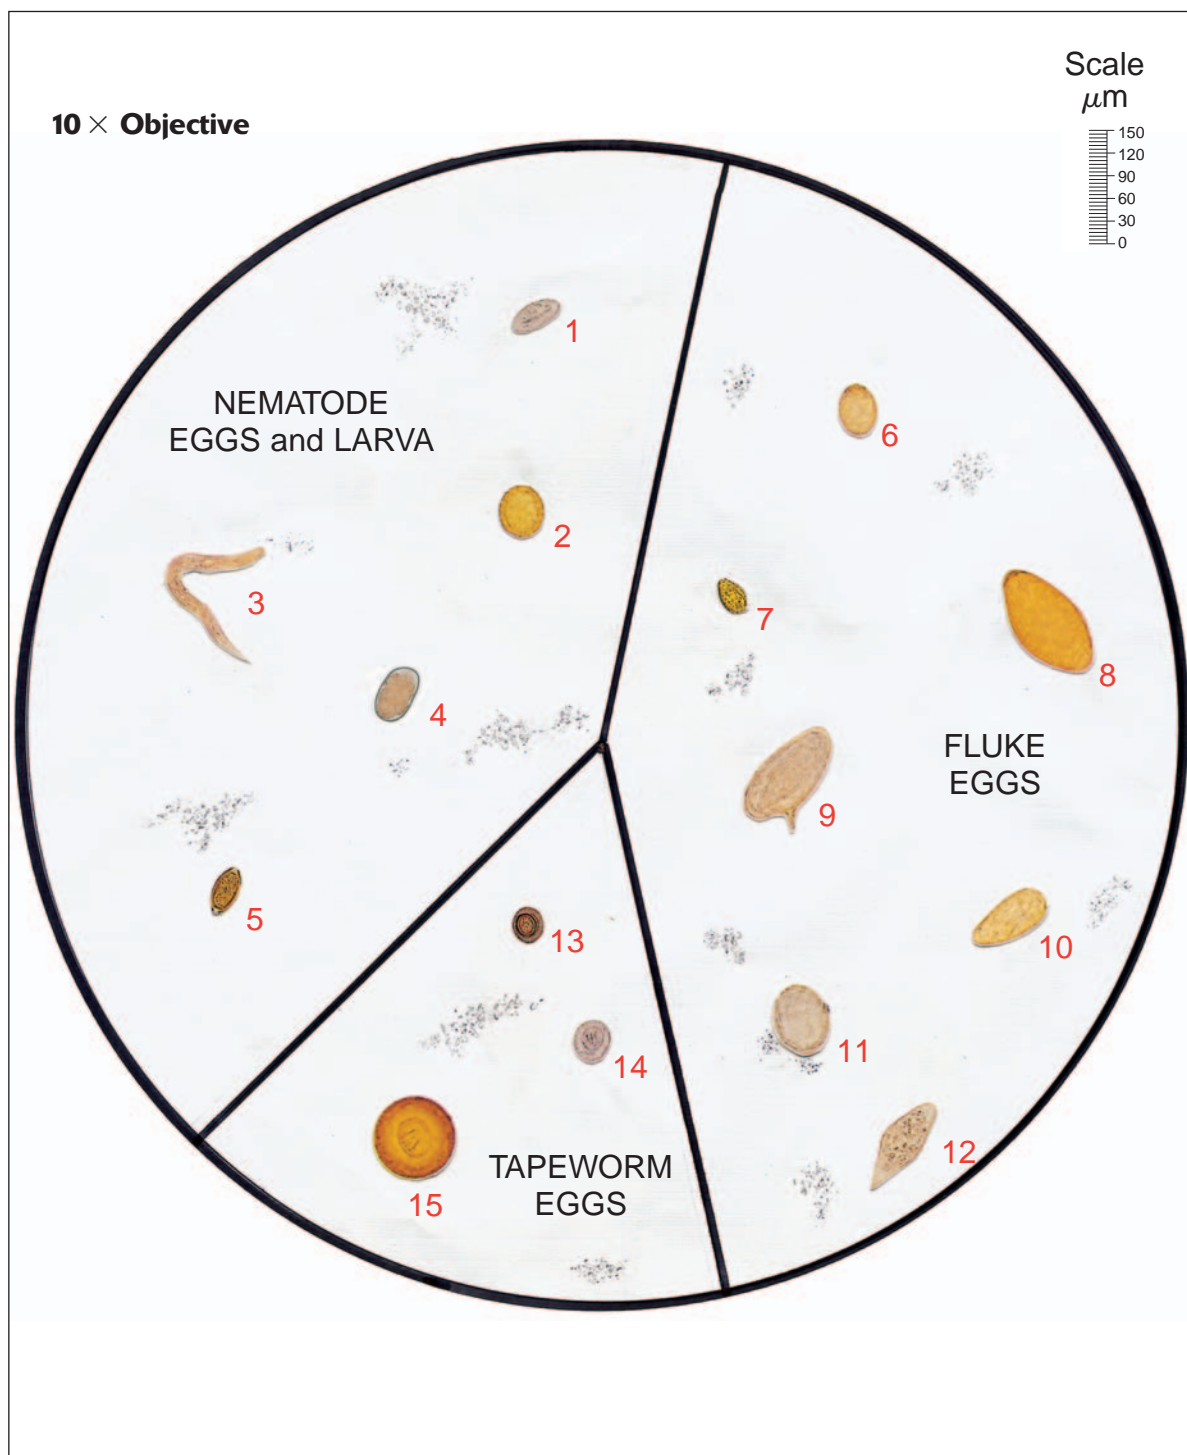 Scale
μm
10 × Objective
150
120
90
60
30
0
1
NEMATODE
EGGS and LARVA
6
2
3
7
8
4
FLUKE
EGGS
9
5
13
10
14
11
TAPEWORM
EGGS
12
15